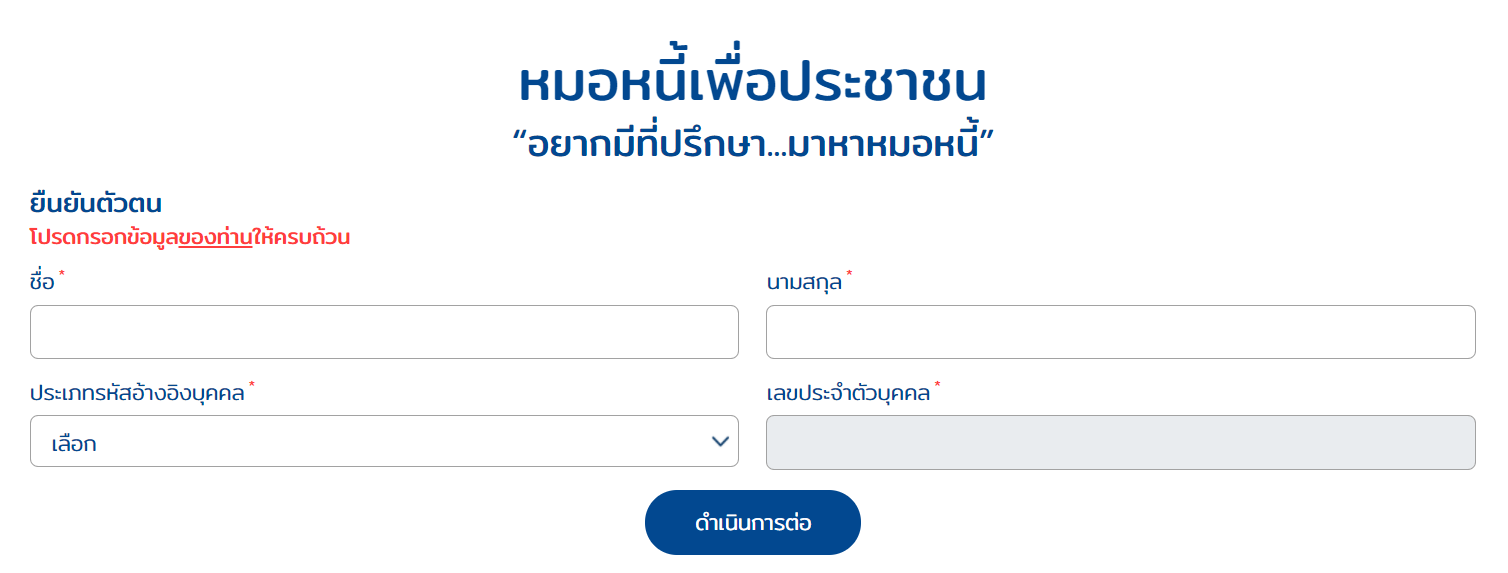 หมอหนี้เพื่อประชาชน
“อยากมีที่ปรึกษา...มาหาหมอหนี้”
ยืนยันตัวตน
โปรดกรอกข้อมูลของท่านให้ครบถ้วน
ชื่อ *
นามสกุล *
ประเภทรหัสอ้างอิงบุคคล *
เลขประจำตัวบุคคล *
เลือก
ดำเนินการต่อ